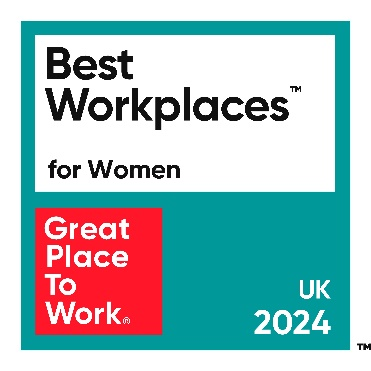 Best
Workplaces™
for Women
Great
Place
To
Work®
UK
2024
™